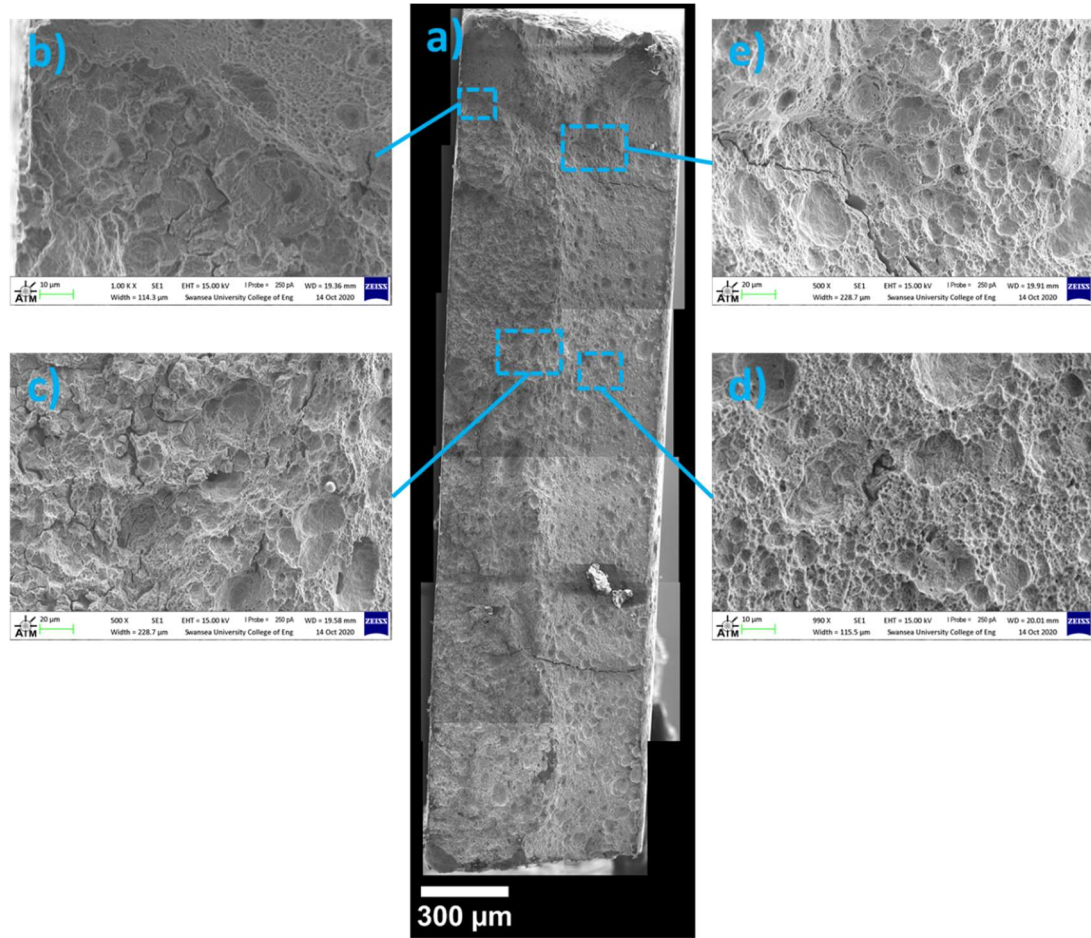 a)
300 µm
b)
10 µm 1.00 K X SE1 EHT = 15.00 kV I Probe = 250 pA WD = 19.36 mm
ATM Width = 114.3 µm Swansea University College of Eng 14 Oct 2020 ZEISS
e)
20 µm 500 X SE1 EHT = 15.00 kV I Probe = 250 pA WD = 19.91 mm
ATM Width = 228.7 µm Swansea University College of Eng 14 Oct 2020 ZEISS
c)
20 µm 500 X SE1 EHT = 15.00 kV I Probe = 250 pA WD = 19.58 mm
ATM Width = 228.7 µm Swansea University College of Eng 14 Oct 2020 ZEISS
d)
10 µm 990 X SE1 EHT = 15.00 kV I Probe = 250 pA WD = 20.01 mm
ATM Width = 115.5 µm Swansea University College of Eng 14 Oct 2020 ZEISS